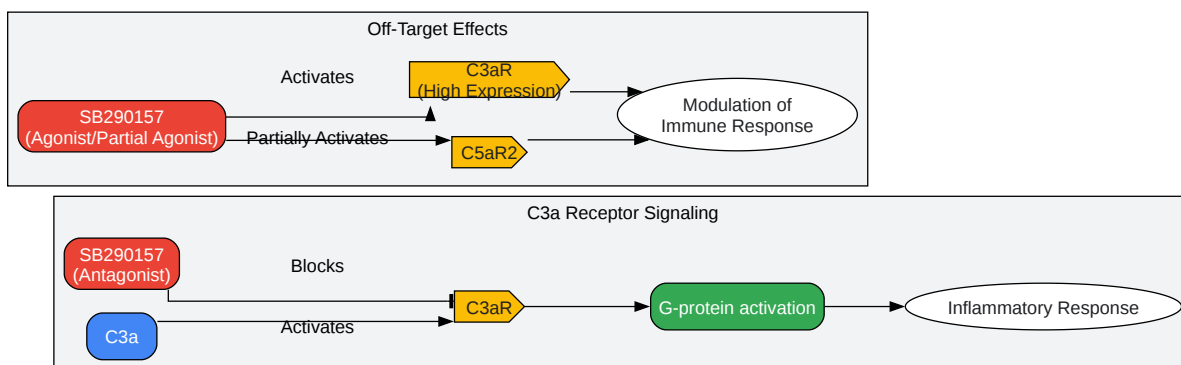 Off-Target Effects
Activates
C3aR
(High Expression)
SB290157
(Agonist/Partial Agonist)
Partially Activates
C5aR2
Modulation of
Immune Response
C3a Receptor Signaling
SB290157
(Antagonist)
Blocks
C3aR
G-protein activation
Inflammatory Response
Activates
C3a